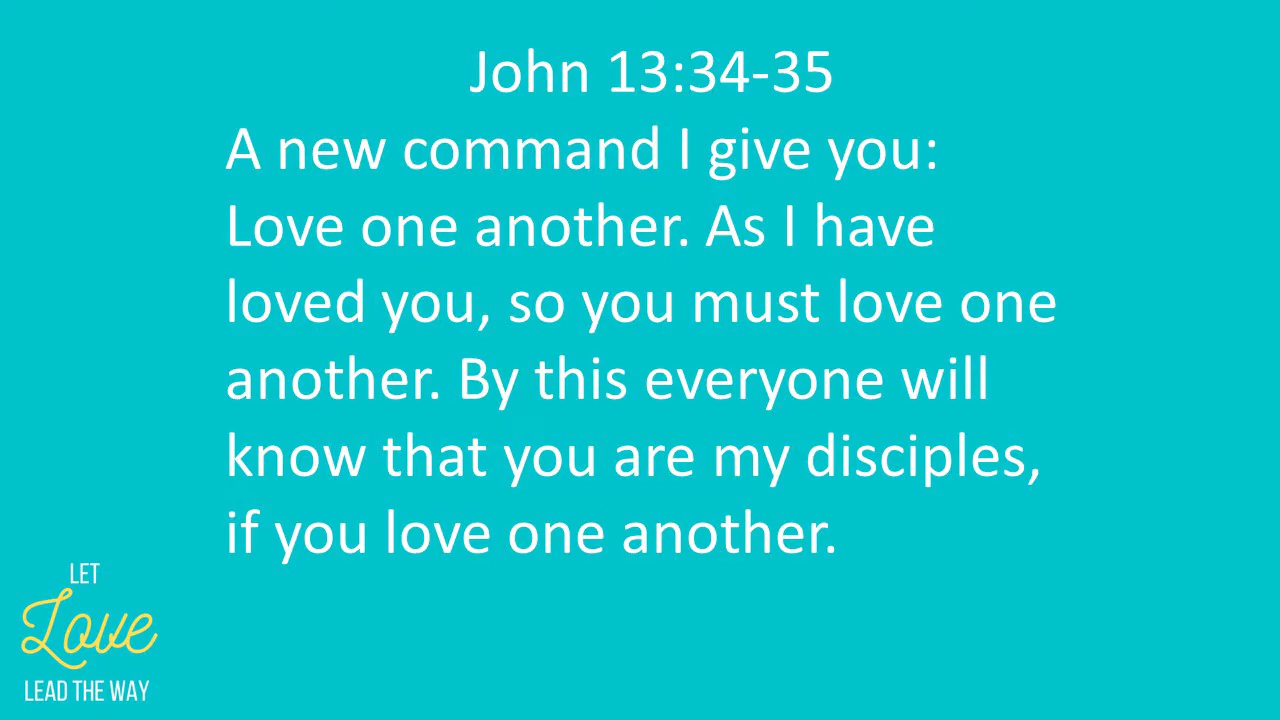 John 13:34-35
A new command I give you:
Love one another. As I have
loved you, so you must love one
another. By this everyone will
know that you are my disciples,
if you love one another.
LET
Love
LEAD THE WAY